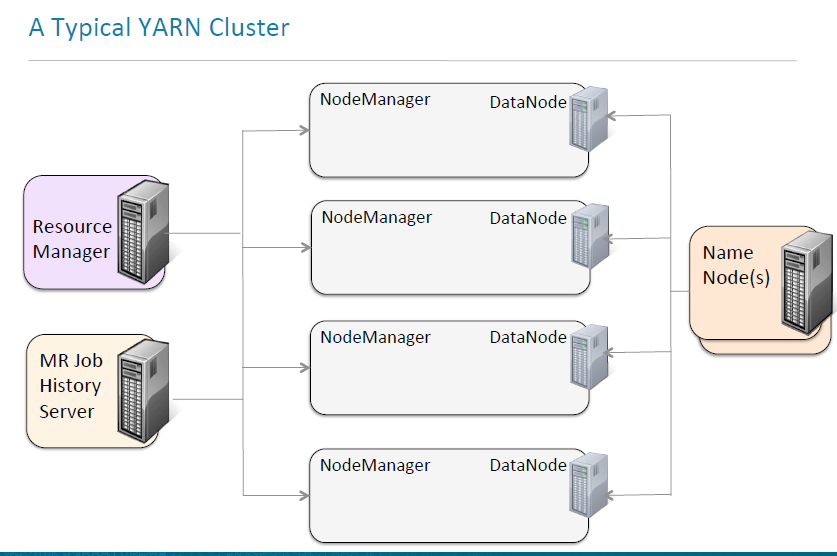 A Typical YARN Cluster
NodeManager DataNode
Resource
Manager
NodeManager DataNode
Name
Node(s)
MR Job
History
Server
NodeManager DataNode
NodeManager DataNode